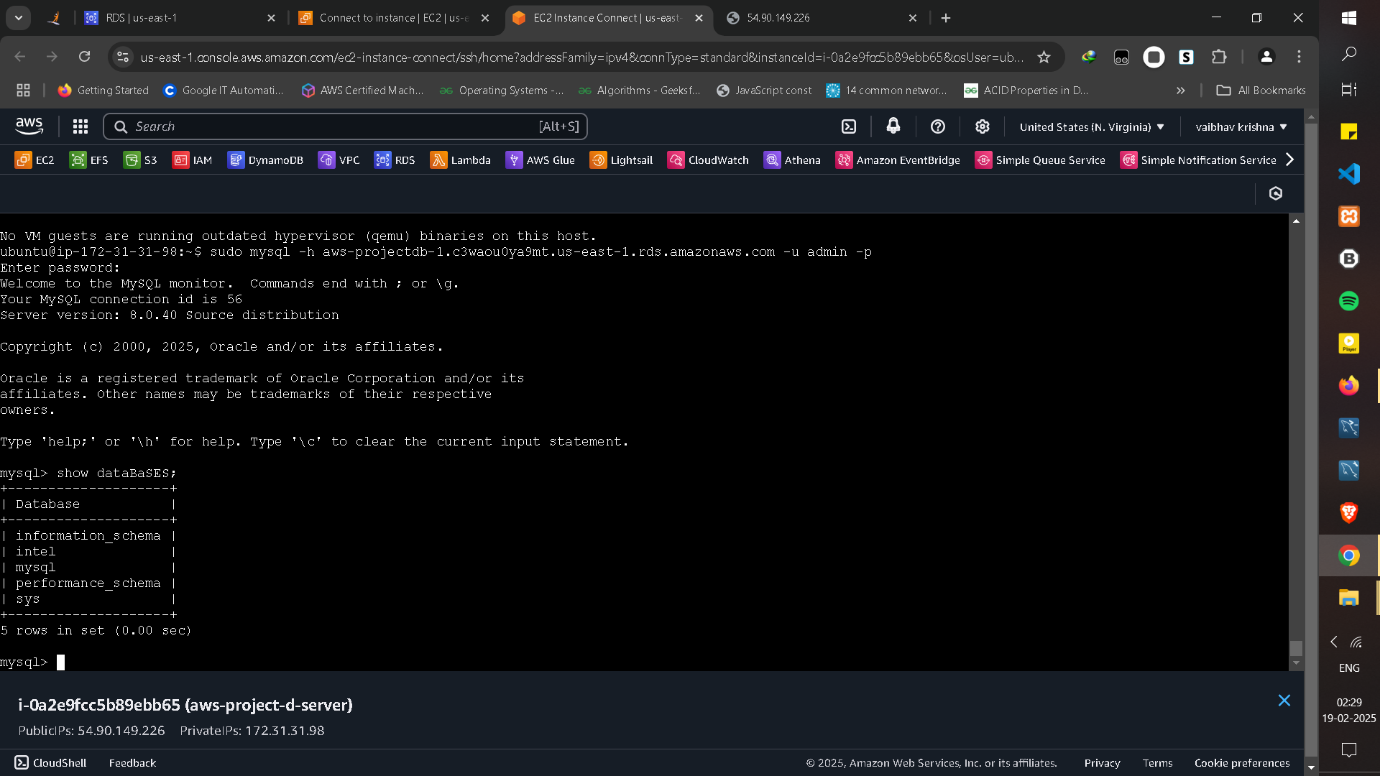 RDS | us-east-1
Connect to instance | EC2 | us-e
EC2 Instance Connect | us-east-
54.90.149.226
us-east-1.console.aws.amazon.com/ec2-instance-connect/ssh/home?addressFamily=ipv4&connType=standard&instanceId=i-0a2e9fcc5b89ebb65&osUser=ub...
Getting Started
Google IT Automati...
AWS Certified Mach...
Operating Systems -...
Algorithms - Geeksf...
JavaScript const
14 common networ...
ACID Properties in D...
All Bookmarks
aws
Search [Alt+S]
United States (N. Virginia)
vaibhav krishna
EC2
EFS
S3
IAM
DynamoDB
VPC
RDS
Lambda
AWS Glue
Lightsail
CloudWatch
Athena
Amazon EventBridge
Simple Queue Service
Simple Notification Service
No VM guests are running outdated hypervisor (qemu) binaries on this host.
ubuntu@ip-172-31-31-98:~$ sudo mysql -h aws-projectdb-1.c3waou0ya9mt.us-east-1.rds.amazonaws.com -u admin -p
Enter password:
Welcome to the MySQL monitor.  Commands end with ; or \g.
Your MySQL connection id is 56
Server version: 8.0.40 Source distribution
Copyright (c) 2000, 2025, Oracle and/or its affiliates.
Oracle is a registered trademark of Oracle Corporation and/or its
affiliates. Other names may be trademarks of their respective
owners.
Type 'help;' or '\h' for help. Type '\c' to clear the current input statement.
mysql> show dataBaSES;
+--------------------+
| Database           |
+--------------------+
| information_schema |
| intel              |
| mysql              |
| performance_schema |
| sys                |
+--------------------+
5 rows in set (0.00 sec)
mysql>
i-0a2e9fcc5b89ebb65 (aws-project-d-server)
PublicIPs: 54.90.149.226 PrivateIPs: 172.31.31.98
CloudShell
Feedback
© 2025, Amazon Web Services, Inc. or its affiliates.
Privacy
Terms
Cookie preferences
ENG
02:29
19-02-2025